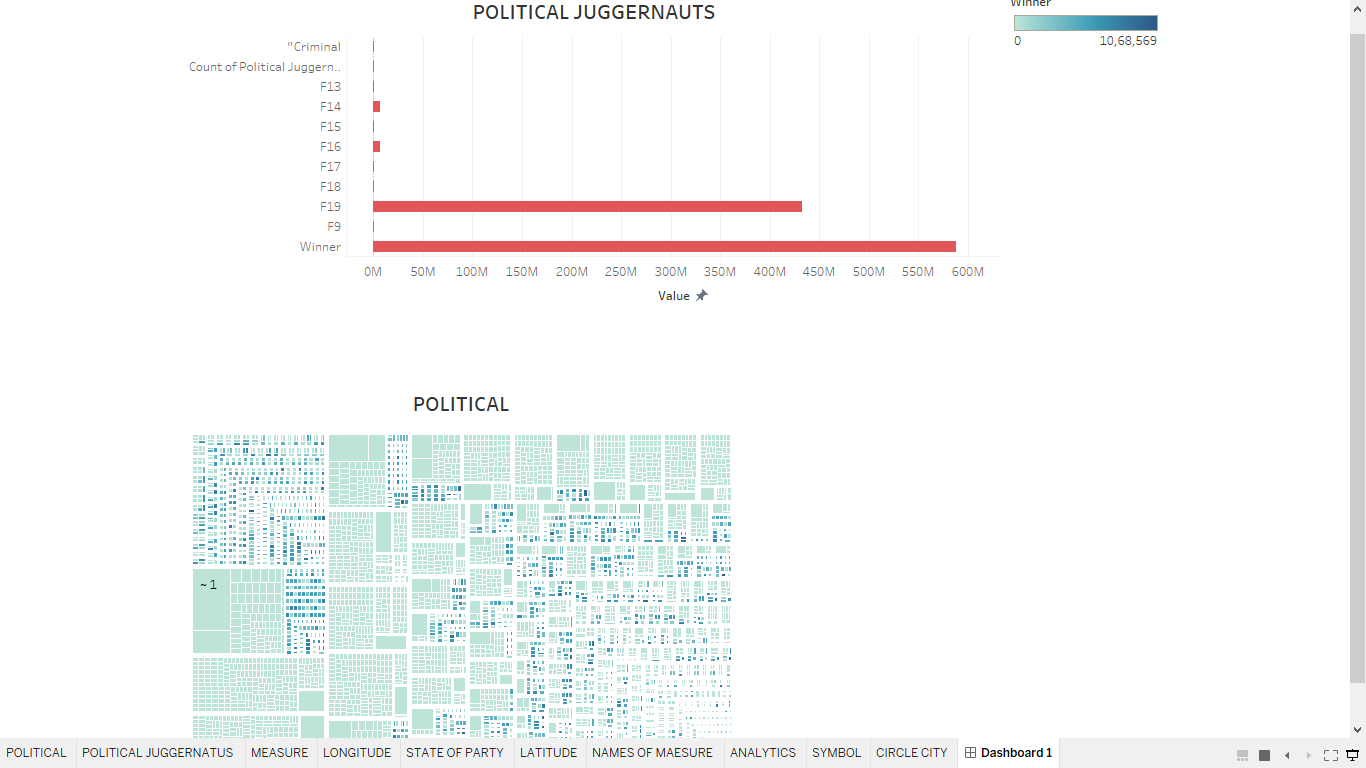 Winner
POLITICAL JUGGERNAUTS
0 10,68,569
"Criminal
Count of Political Juggern..
F13
F14
F15
F16
F17
F18
F19
F9
Winner
0M 50M 100M 150M 200M 250M 300M 350M 400M 450M 500M 550M 600M
Value
POLITICAL
~ 1
POLITICAL POLITICAL JUGGERNATUS MEASURE LONGITUDE STATE OF PARTY LATITUDE NAMES OF MAESURE ANALYTICS SYMBOL CIRCLE CITY Dashboard 1